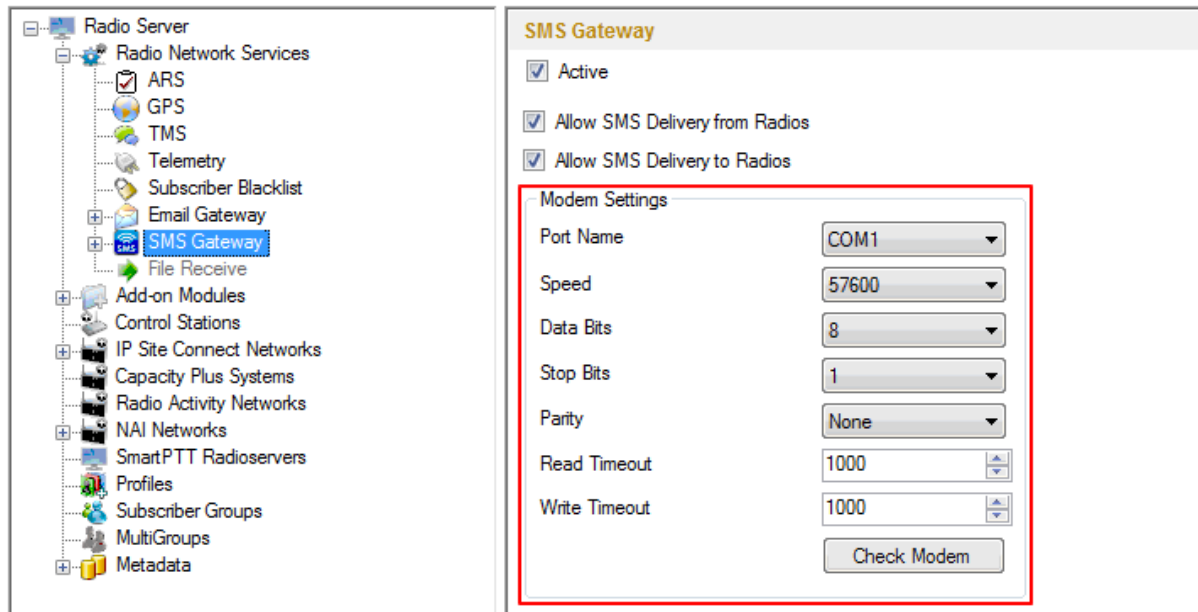 Radio Server
Radio Network Services
ARS
GPS
TMS
Telemetry
Subscriber Blacklist
Email Gateway
SMS Gateway
File Receive
Add-on Modules
Control Stations
IP Site Connect Networks
Capacity Plus Systems
Radio Activity Networks
NAI Networks
SmartPTT Radioservers
Profiles
Subscriber Groups
MultiGroups
Metadata
SMS Gateway
Active
Allow SMS Delivery from Radios
Allow SMS Delivery to Radios
Modem Settings
Port Name COM1
Speed 57600
Data Bits 8
Stop Bits 1
Parity None
Read Timeout 1000
Write Timeout 1000
Check Modem